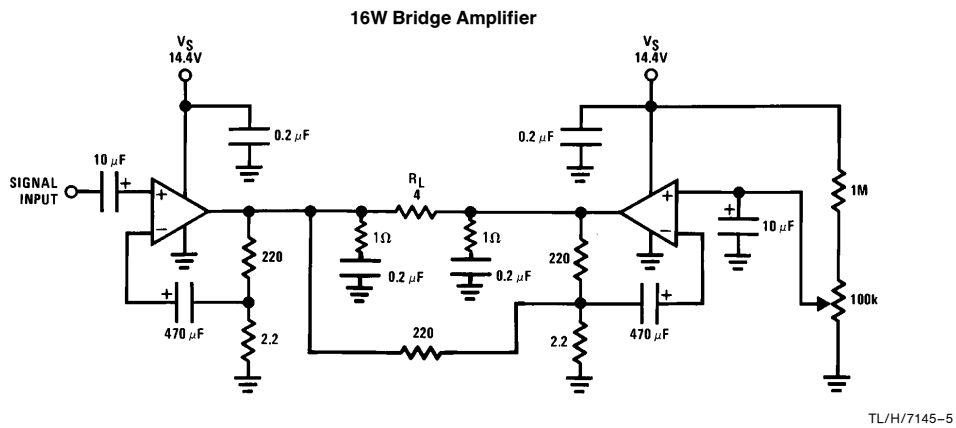 16W Bridge Amplifier
VS
14.4V
VS
14.4V
0.2 μF
0.2 μF
10 μF
SIGNAL
INPUT
+
+
−
RL
4
+
−
+
1M
10 μF
1Ω
1Ω
220
0.2 μF
0.2 μF
220
+
+
100k
470 μF
2.2
220
2.2
470 μF
TL/H/7145–5